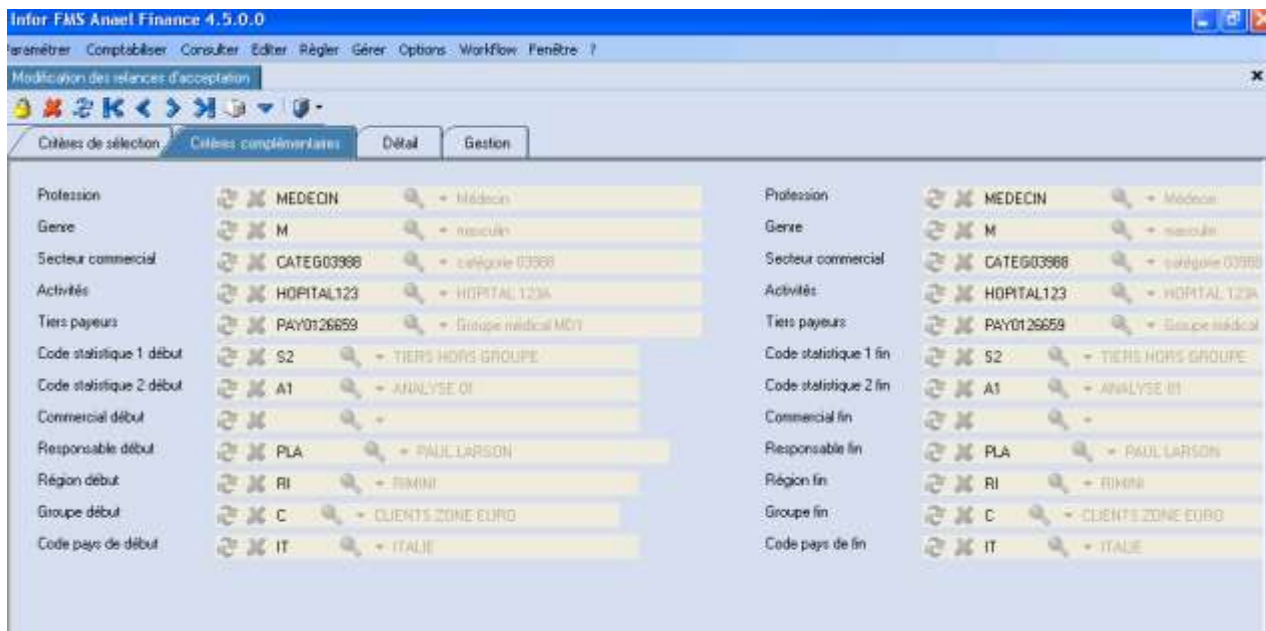 Infor FMS Anael Finance 4.5.0.0
Paramétrer Comptabiliser Consulter Editer Règler Gérer Options Workflow Fenêtre ?
Modification des relances d'acceptation
Critères de sélection Critères complémentaires Détail Gestion
Profession MEDECIN Médecin Profession MEDECIN Médecin
Genre M masculin Genre M masculin
Secteur commercial CATEG03988 catégorie 03988 Secteur commercial CATEG03988 catégorie 03988
Activités HOPITAL123 HOPITAL 123A Activités HOPITAL123 HOPITAL 123A
Tiers payeurs PAY0126659 Groupe médical MD1 Tiers payeurs PAY0126659 Groupe médical
Code statistique 1 début S2 TIERS HORS GROUPE Code statistique 1 fin S2 TIERS HORS GROUPE
Code statistique 2 début A1 ANALYSE 01 Code statistique 2 fin A1 ANALYSE 01
Commercial début Commercial fin
Responsable début PLA PAUL LARSON Responsable fin PLA PAUL LARSON
Région début RI RIMINI Région fin RI RIMINI
Groupe début C CLIENTS ZONE EURO Groupe fin C CLIENTS ZONE EURO
Code pays de début IT ITALIE Code pays de fin IT ITALIE